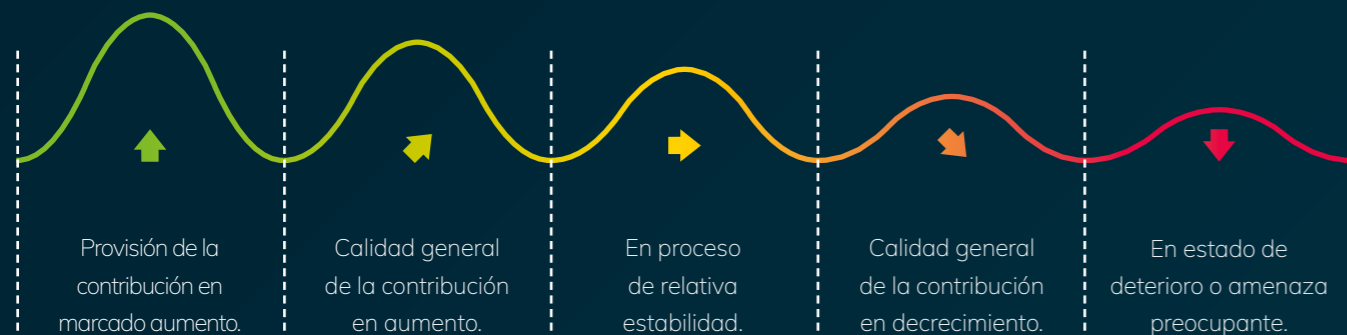 Provisión de la
contribución en
marcado aumento.
Calidad general
de la contribución
en aumento.
En proceso
de relativa
estabilidad.
Calidad general
de la contribución
en decrecimiento.
En estado de
deterioro o amenaza
preocupante.